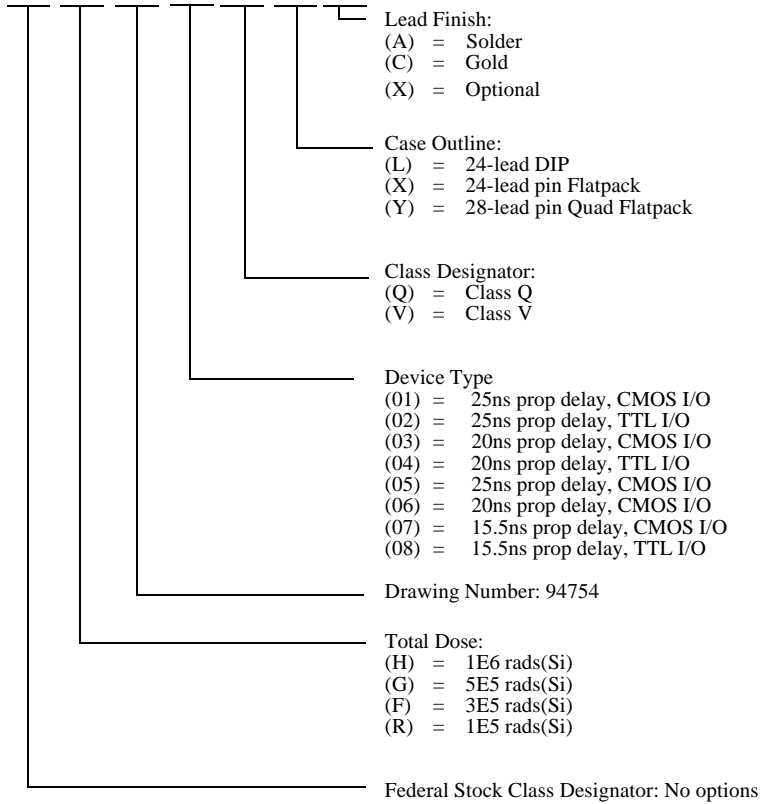 Lead Finish:
(A) = Solder
(C) = Gold
(X) = Optional
Case Outline:
(L) = 24-lead DIP
(X) = 24-lead pin Flatpack
(Y) = 28-lead pin Quad Flatpack
Class Designator:
(Q) = Class Q
(V) = Class V
Device Type
(01) = 25ns prop delay, CMOS I/O
(02) = 25ns prop delay, TTL I/O
(03) = 20ns prop delay, CMOS I/O
(04) = 20ns prop delay, TTL I/O
(05) = 25ns prop delay, CMOS I/O
(06) = 20ns prop delay, CMOS I/O
(07) = 15.5ns prop delay, CMOS I/O
(08) = 15.5ns prop delay, TTL I/O
Drawing Number: 94754
Total Dose:
(H) = 1E6 rads(Si)
(G) = 5E5 rads(Si)
(F) = 3E5 rads(Si)
(R) = 1E5 rads(Si)
Federal Stock Class Designator: No options